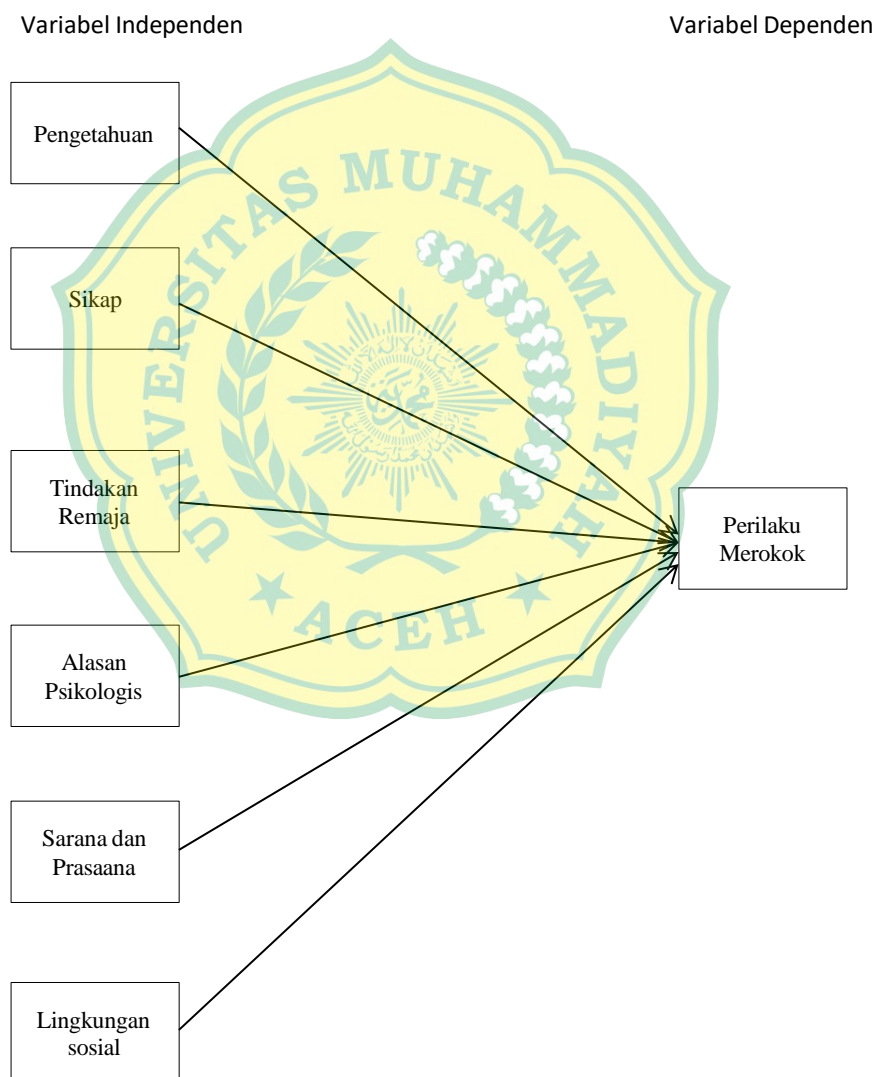 Variabel Independen
Variabel Dependen
Pengetahuan
UNIVERSITAS MUHAMMADIYAH
Sikap
Tindakan
Remaja
Perilaku
Merokok
ACEH
Alasan
Psikologis
Sarana dan
Prasaana
Lingkungan
sosial